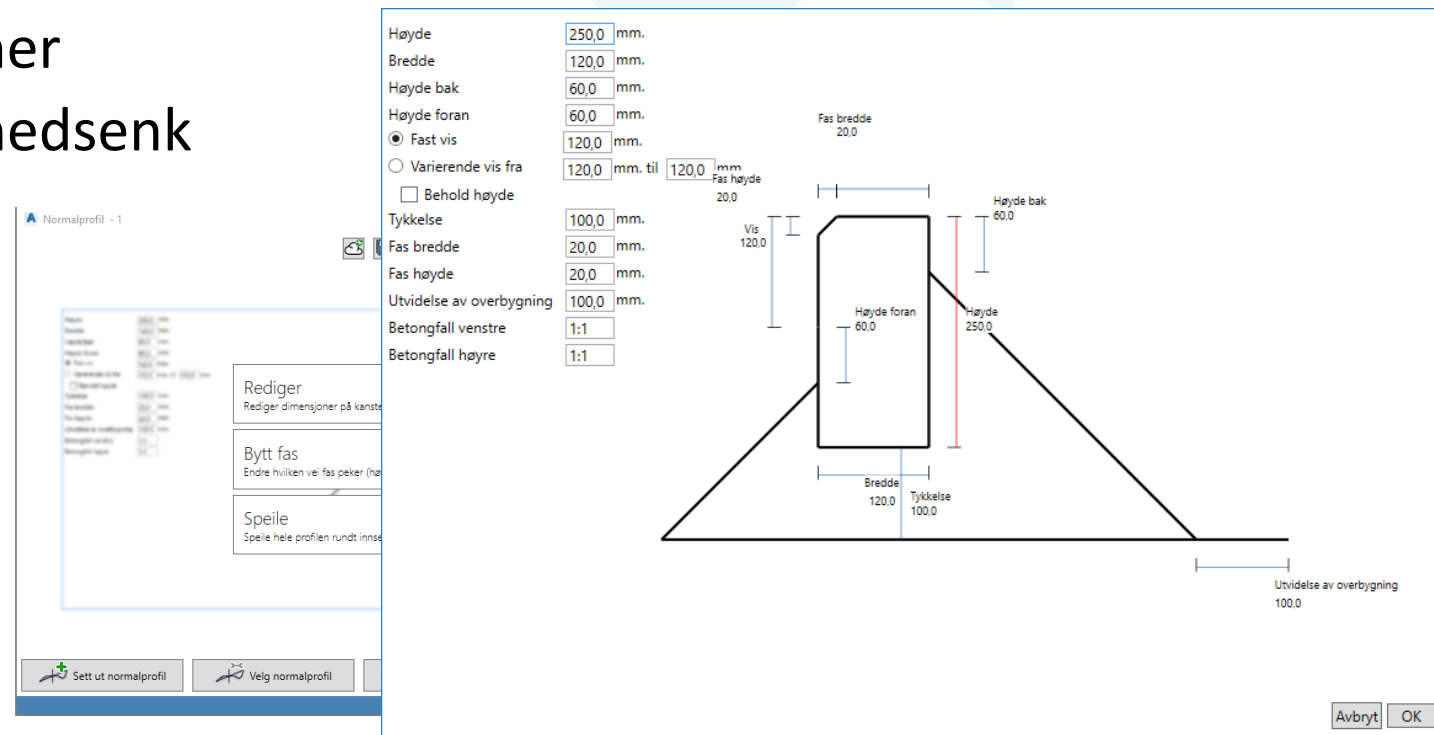 ner
nedsenk
Normalprofil - 1
Rediger
Rediger dimensjoner på kanste
Bytt fas
Endre hvilken vei fas peker (hø
Speile
Speile hele profilen rundt innse
Sett ut normalprofil
Velg normalprofil
Høyde 250,0 mm.
Bredde 120,0 mm.
Høyde bak 60,0 mm.
Høyde foran 60,0 mm.
Fast vis 120,0 mm.
Varierende vis fra 120,0 mm. til 120,0 mm
Behold høyde
Tykkelse 100,0 mm.
Fas bredde 20,0 mm.
Fas høyde 20,0 mm.
Utvidelse av overbygning 100,0 mm.
Betongfall venstre 1:1
Betongfall høyre 1:1
Fas bredde
20,0
Fas høyde
20,0
Høyde bak
60,0
Vis
120,0
Høyde foran
60,0
Høyde
250,0
Bredde
120,0
Tykkelse
100,0
Utvidelse av overbygning
100,0
Avbryt OK